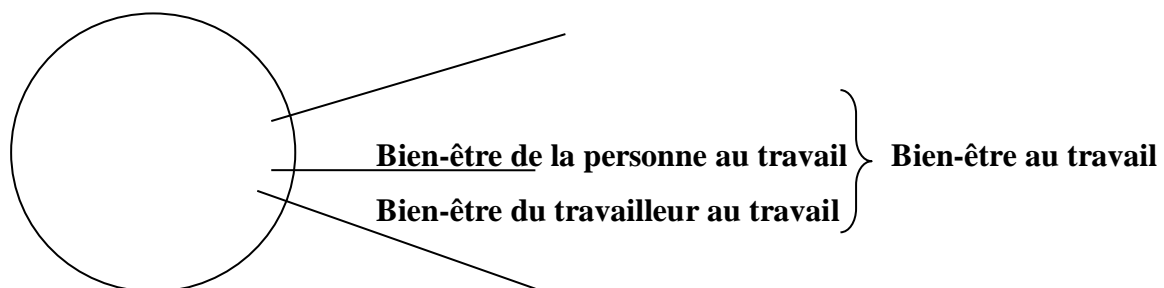 Bien-être de la personne au travail Bien-être au travail
Bien-être du travailleur au travail